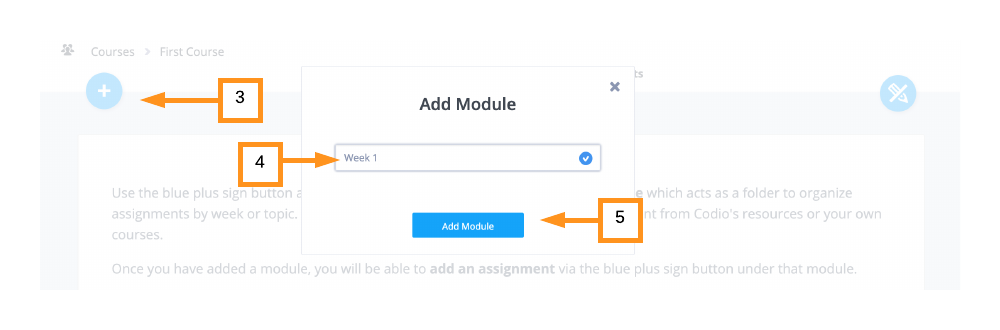 Courses > First Course
ts
+
3
×
Add Module
4
Week 1
Use the blue plus sign button a
e which acts as a folder to organize
assignments by week or topic.
nt from Codio's resources or your own
5
courses.
Add Module
Once you have added a module, you will be able to add an assignment via the blue plus sign button under that module.